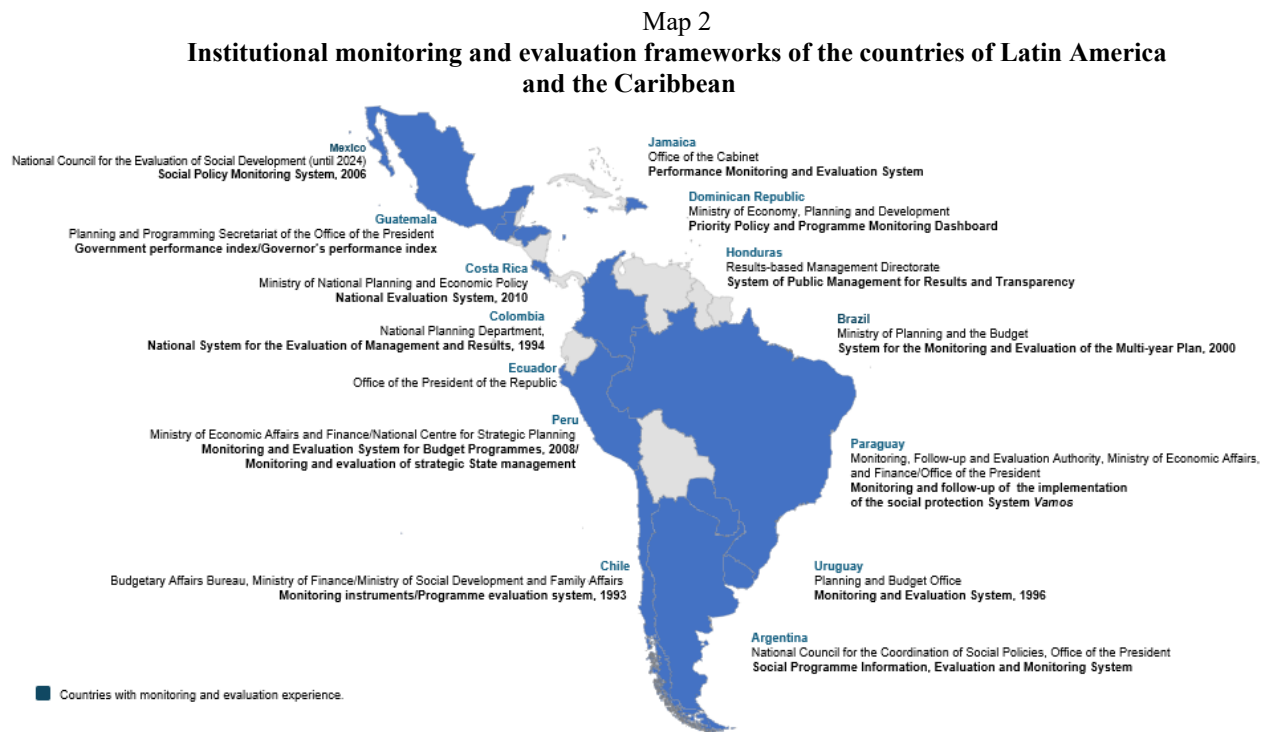 Map 2
Institutional monitoring and evaluation frameworks of the countries of Latin America
and the Caribbean
Mexico
National Council for the Evaluation of Social Development (until 2024)
Social Policy Monitoring System, 2006
Guatemala
Planning and Programming Secretariat of the Office of the President
Government performance index/Governor's performance index
Costa Rica
Ministry of National Planning and Economic Policy
National Evaluation System, 2010
Colombia
National Planning Department,
National System for the Evaluation of Management and Results, 1994
Ecuador
Office of the President of the Republic
Peru
Ministry of Economic Affairs and Finance/National Centre for Strategic Planning
Monitoring and Evaluation System for Budget Programmes, 2008/
Monitoring and evaluation of strategic State management
Chile
Budgetary Affairs Bureau, Ministry of Finance/Ministry of Social Development and Family Affairs
Monitoring instruments/Programme evaluation system, 1993
Jamaica
Office of the Cabinet
Performance Monitoring and Evaluation System
Dominican Republic
Ministry of Economy, Planning and Development
Priority Policy and Programme Monitoring Dashboard
Honduras
Results-based Management Directorate
System of Public Management for Results and Transparency
Brazil
Ministry of Planning and the Budget
System for the Monitoring and Evaluation of the Multi-year Plan, 2000
Paraguay
Monitoring, Follow-up and Evaluation Authority, Ministry of Economic Affairs,
and Finance/Office of the President
Monitoring and follow-up of the implementation
of the social protection System Vamos
Uruguay
Planning and Budget Office
Monitoring and Evaluation System, 1996
Argentina
National Council for the Coordination of Social Policies, Office of the President
Social Programme Information, Evaluation and Monitoring System
Countries with monitoring and evaluation experience.